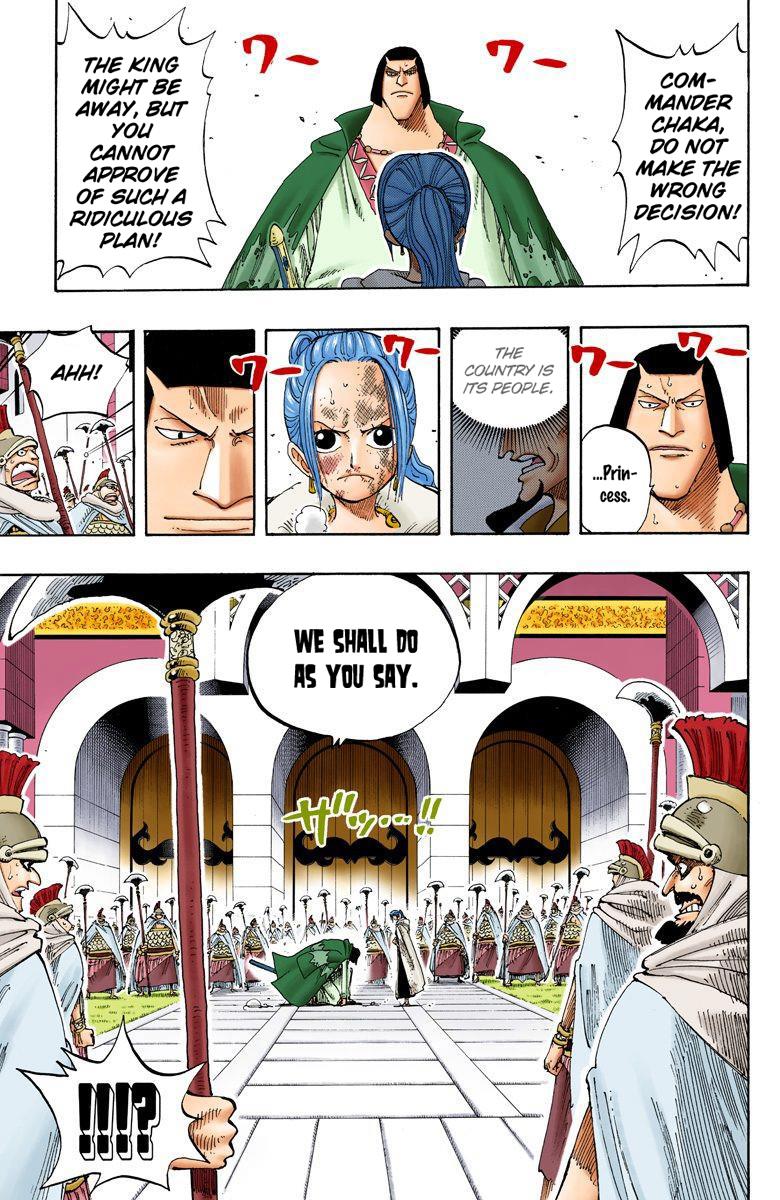 COM-
MANDER
CHAKA,
DO NOT
MAKE THE
WRONG
DECISION!
ワー
ワー
THE KING
MIGHT BE
AWAY, BUT
YOU
CANNOT
APPROVE
OF SUCH A
RIDICULOUS
PLAN!
ワー
ワー
...Prin-
cess.
THE
COUNTRY IS
ITS PEOPLE.
ワー
ワー
AHH!
WE SHALL DO
AS YOU SAY.
ザッ...!!
!!!?